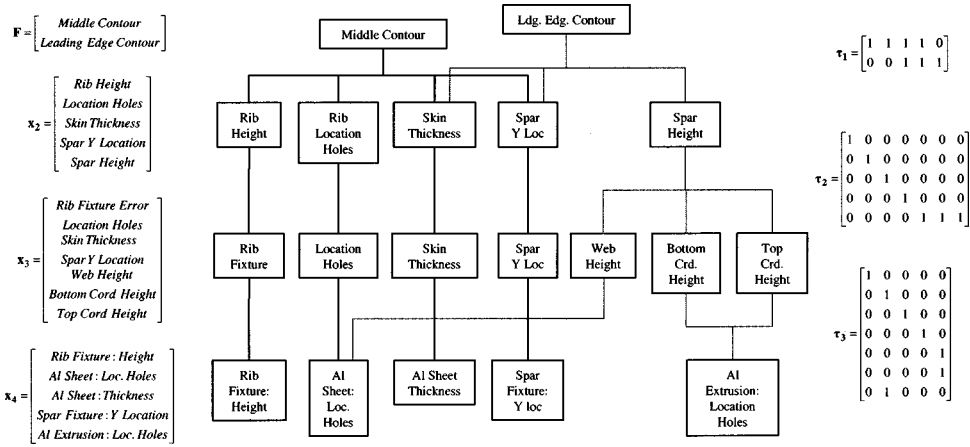 F = [ Middle Contour
Leading Edge Contour ]
x2 = [ Rib Height
Location Holes
Skin Thickness
Spar Y Location
Spar Height ]
x3 = [ Rib Fixture Error
Location Holes
Skin Thickness
Spar Y Location
Web Height
Bottom Cord Height
Top Cord Height ]
x4 = [ Rib Fixture : Height
Al Sheet : Loc. Holes
Al Sheet : Thickness
Spar Fixture : Y Location
Al Extrusion : Loc. Holes ]
Middle Contour
Ldg. Edg. Contour
Rib
Height
Rib
Location
Holes
Skin
Thickness
Spar
Y Loc
Spar
Height
Rib
Fixture
Location
Holes
Skin
Thickness
Spar
Y Loc
Web
Height
Bottom
Crd.
Height
Top
Crd.
Height
Rib
Fixture:
Height
Al
Sheet:
Loc.
Holes
Al Sheet
Thickness
Spar
Fixture:
Y loc
Al
Extrusion:
Location
Holes
τ1 = [ 1 1 1 1 0
0 0 1 1 1 ]
τ2 = [ 1 0 0 0 0 0 0
0 1 0 0 0 0 0
0 0 1 0 0 0 0
0 0 0 1 0 0 0
0 0 0 0 1 1 1 ]
τ3 = [ 1 0 0 0 0
0 1 0 0 0
0 0 1 0 0
0 0 0 1 0
0 0 0 0 1
0 0 0 0 1
0 1 0 0 0 ]